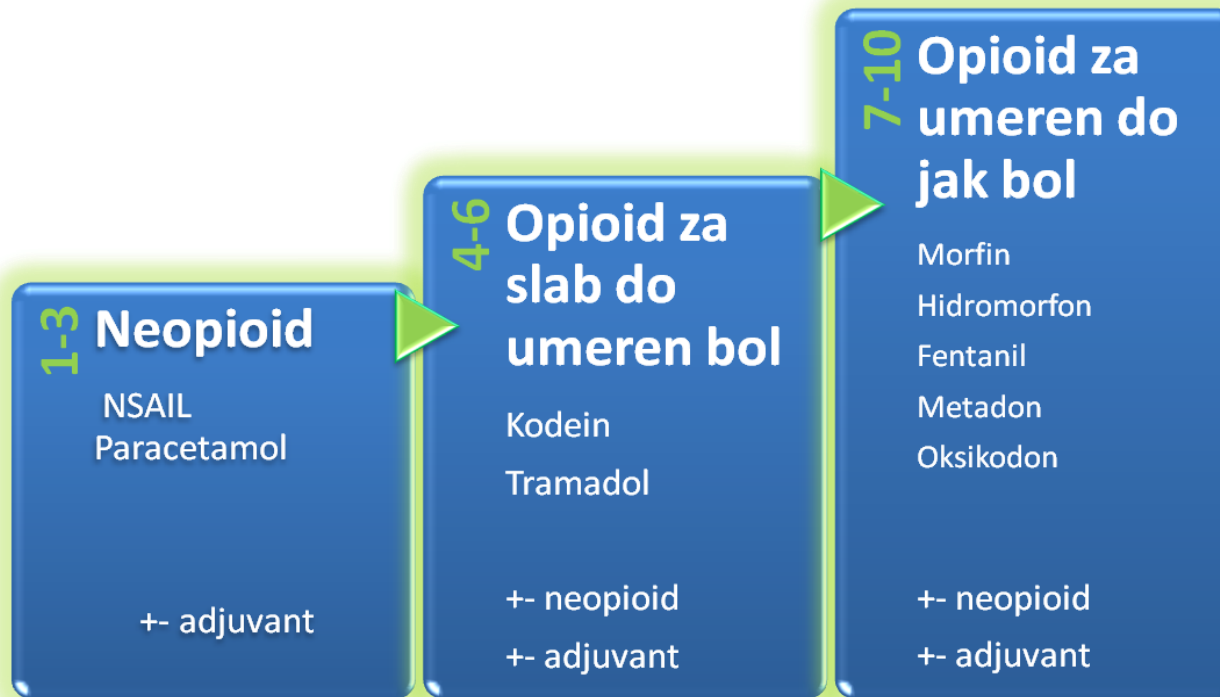 1-3
Neopioid
NSAIL
Paracetamol
+- adjuvant
4-6
Opioid za
slab do
umeren bol
Kodein
Tramadol
+- neopioid
+- adjuvant
7-10
Opioid za
umeren do
jak bol
Morfin
Hidromorfon
Fentanil
Metadon
Oksikodon
+- neopioid
+- adjuvant